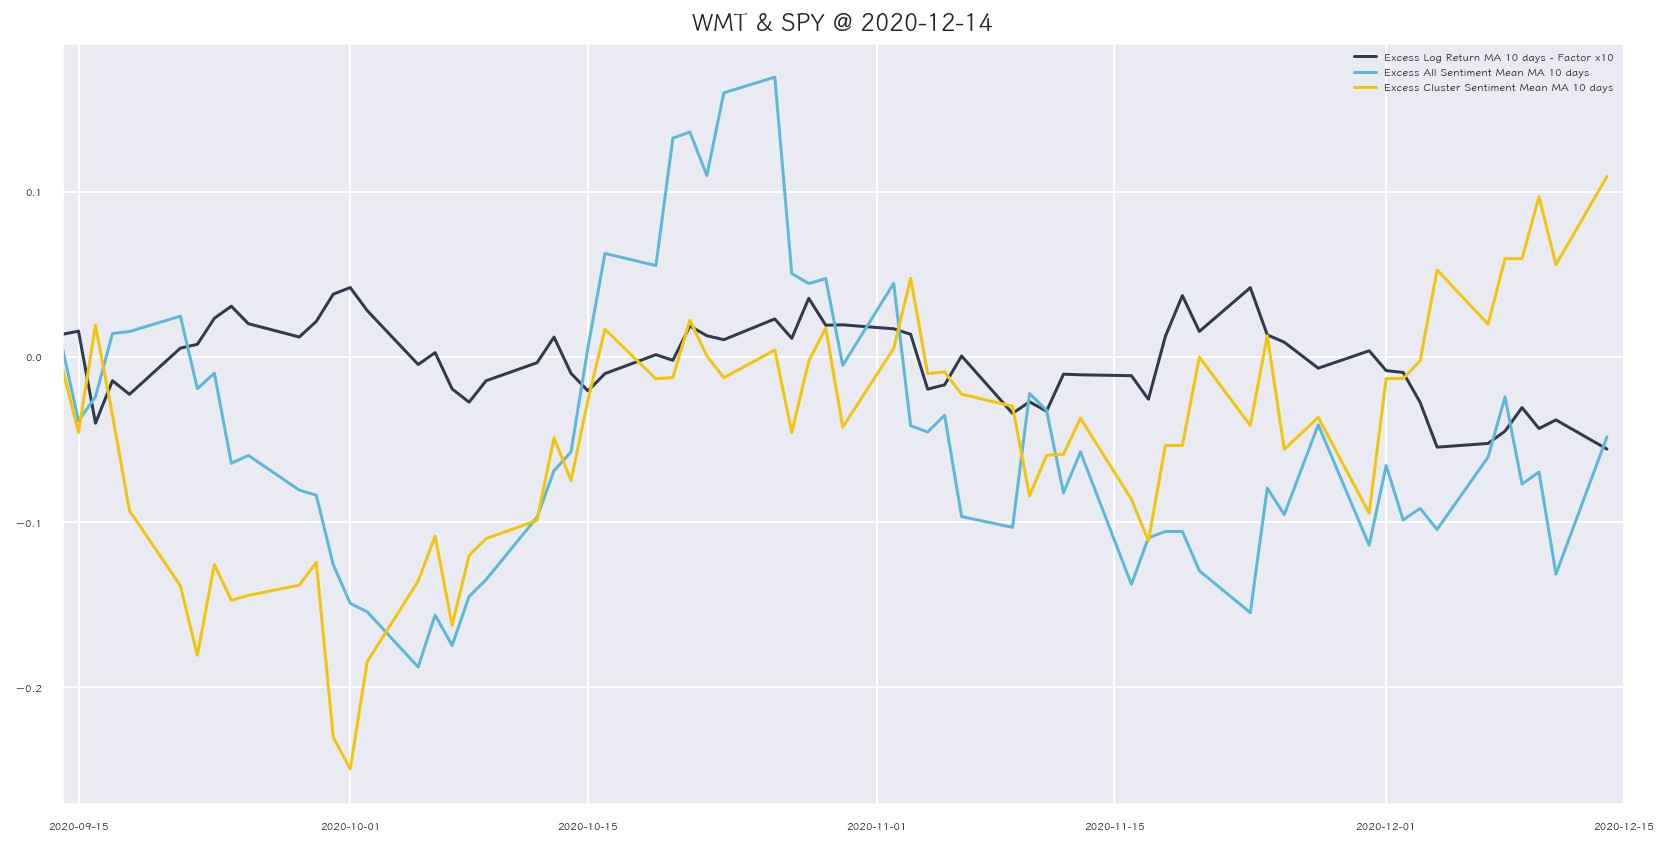 WMT & SPY @ 2020-12-14
Excess Log Return MA 10 days - Factor x10
Excess All Sentiment Mean MA 10 days
Excess Cluster Sentiment Mean MA 10 days
0.1
0.0
−0.1
−0.2
2020-09-15 2020-10-01 2020-10-15 2020-11-01 2020-11-15 2020-12-01 2020-12-15